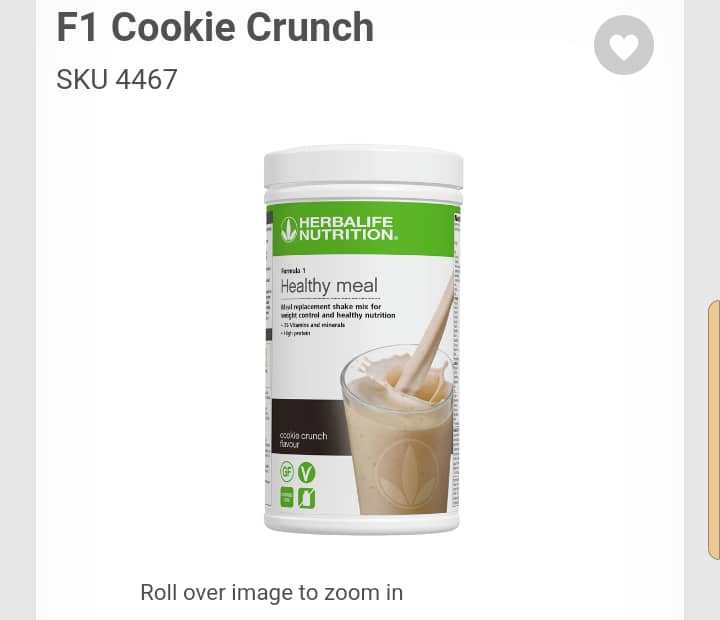 F1 Cookie Crunch
SKU 4467
HERBALIFE
NUTRITION.
Formula 1
Healthy meal
Meal replacement shake mix for
weight control and healthy nutrition
- 25 Vitamins and minerals
- High protein
cookie crunch
flavour
GF V
Roll over image to zoom in